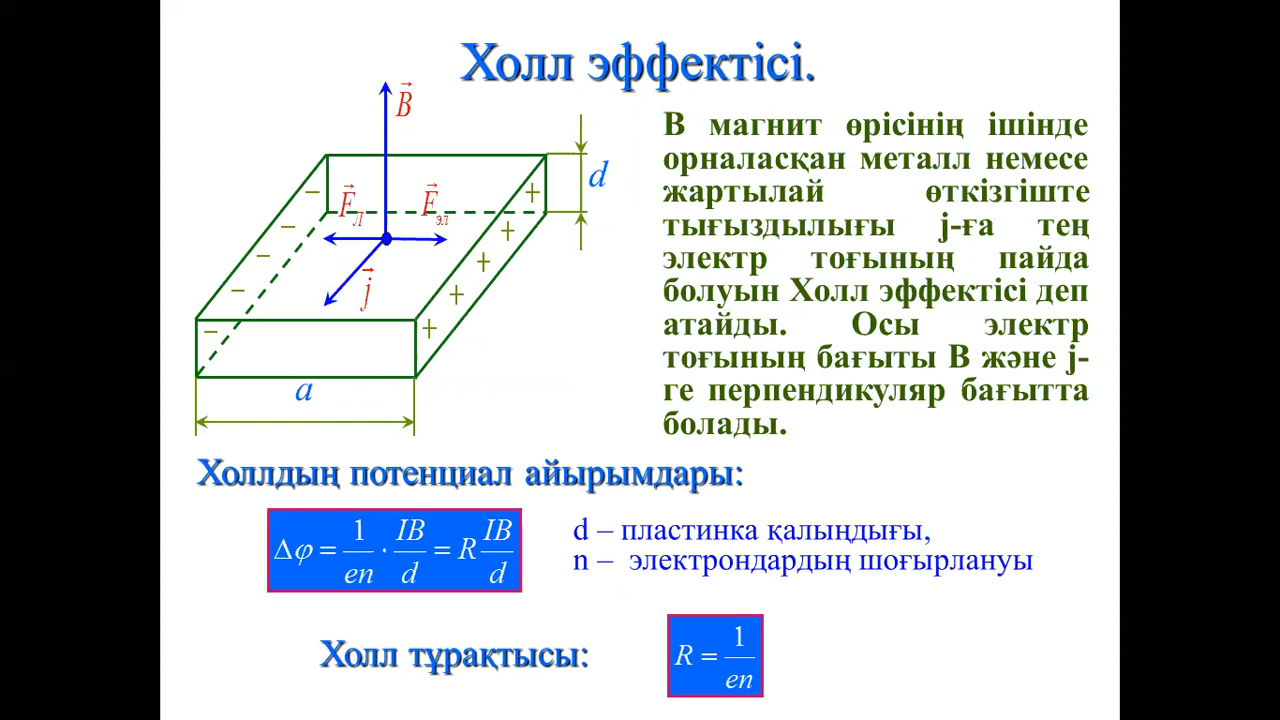 Холл эффектісі.
B
В магнит өрісінің ішінде
орналасқан металл немесе
жартылай өткізгіште
тығыздылығы j-ға тең
электр тоғының пайда
болуын Холл эффектісі деп
атайды. Осы электр
тоғының бағыты В және j-
ге перпендикуляр бағытта
болады.
d
− F⃗Л F⃗эл +
− +
− +
− j⃗ +
− +
a
Холлдың потенциал айырымдары:
Δφ = 1/en · IB/d = R IB/d
d – пластинка қалыңдығы,
n – электрондардың шоғырлануы
Холл тұрақтысы:
R = 1/en